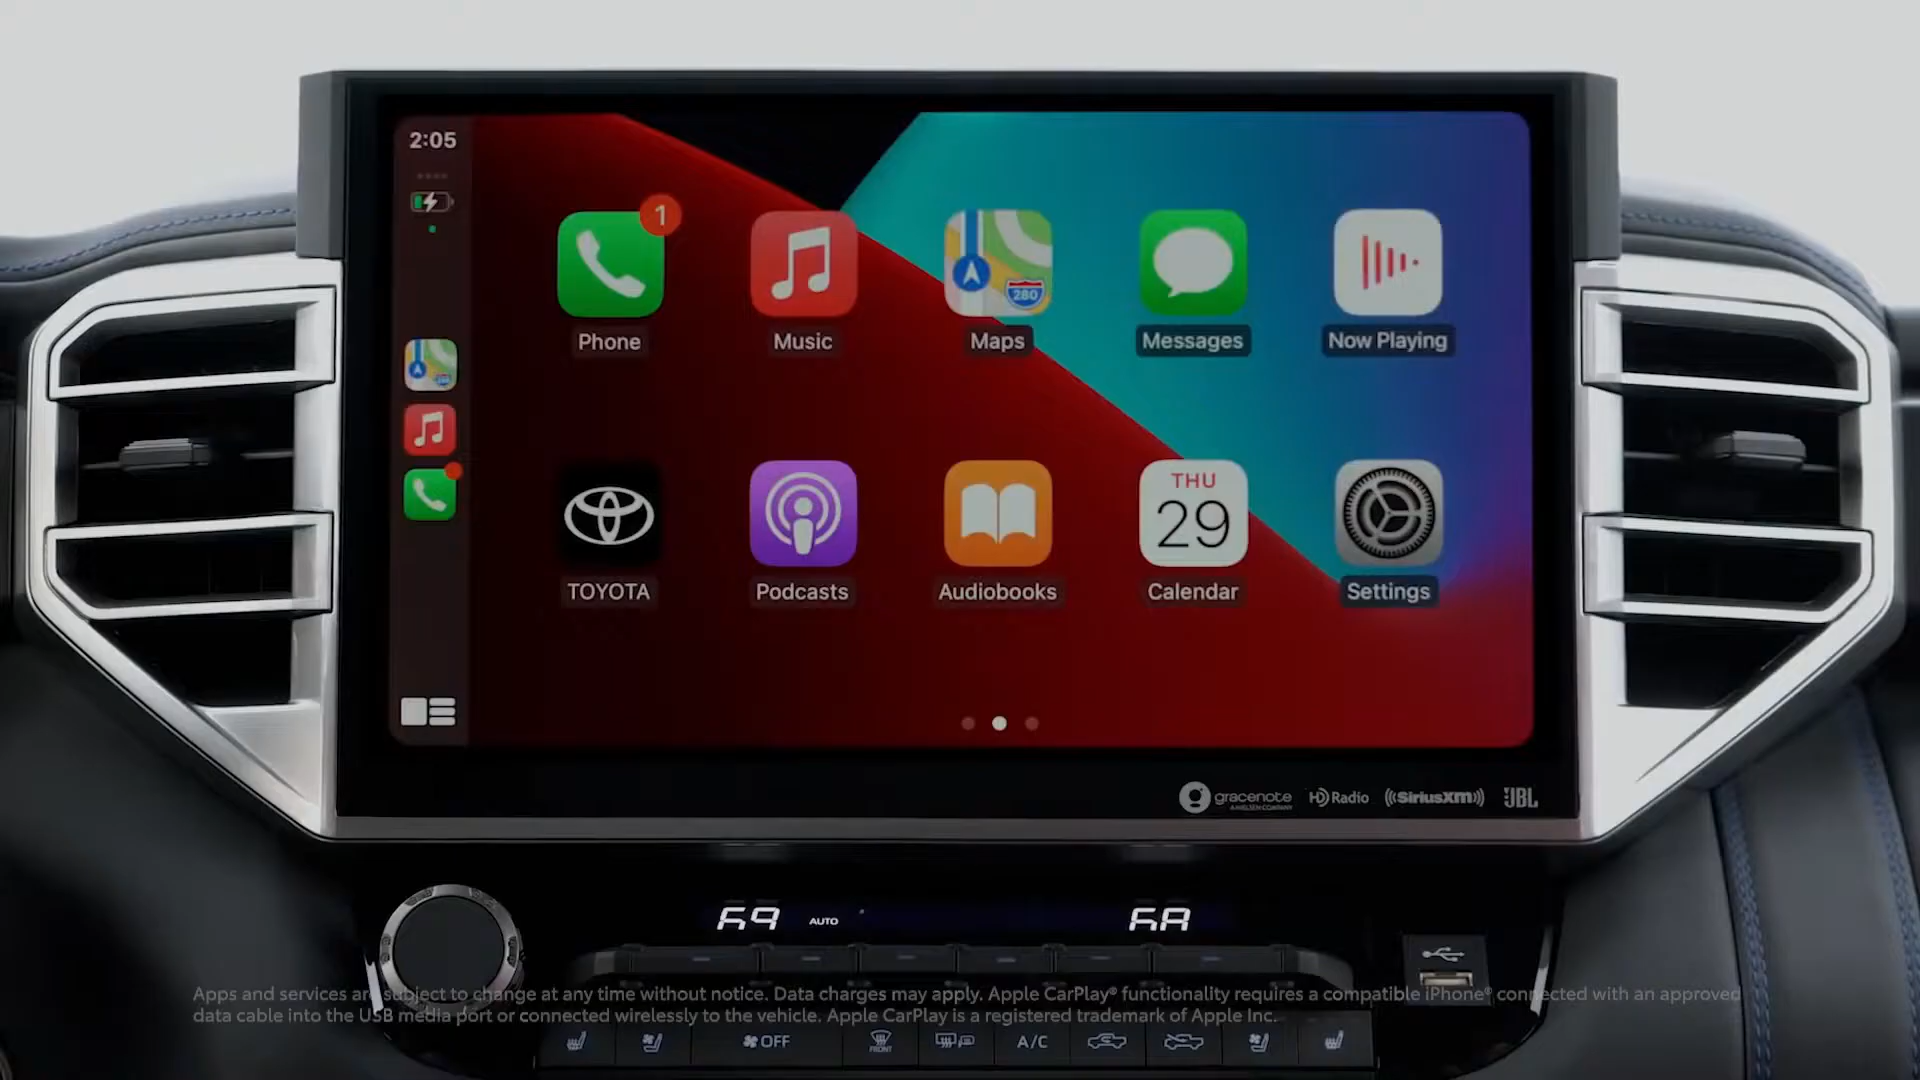 2:05
1
280
Phone
Music
Maps
Messages
Now Playing
THU
29
TOYOTA
Podcasts
Audiobooks
Calendar
Settings
gracenote
A NIELSEN COMPANY
HD Radio
((SiriusXM))
JBL
69
AUTO
68
Apps and services are subject to change at any time without notice. Data charges may apply. Apple CarPlay® functionality requires a compatible iPhone® connected with an approved
data cable into the USB media port or connected wirelessly to the vehicle. Apple CarPlay is a registered trademark of Apple Inc.
OFF
FRONT
A/C